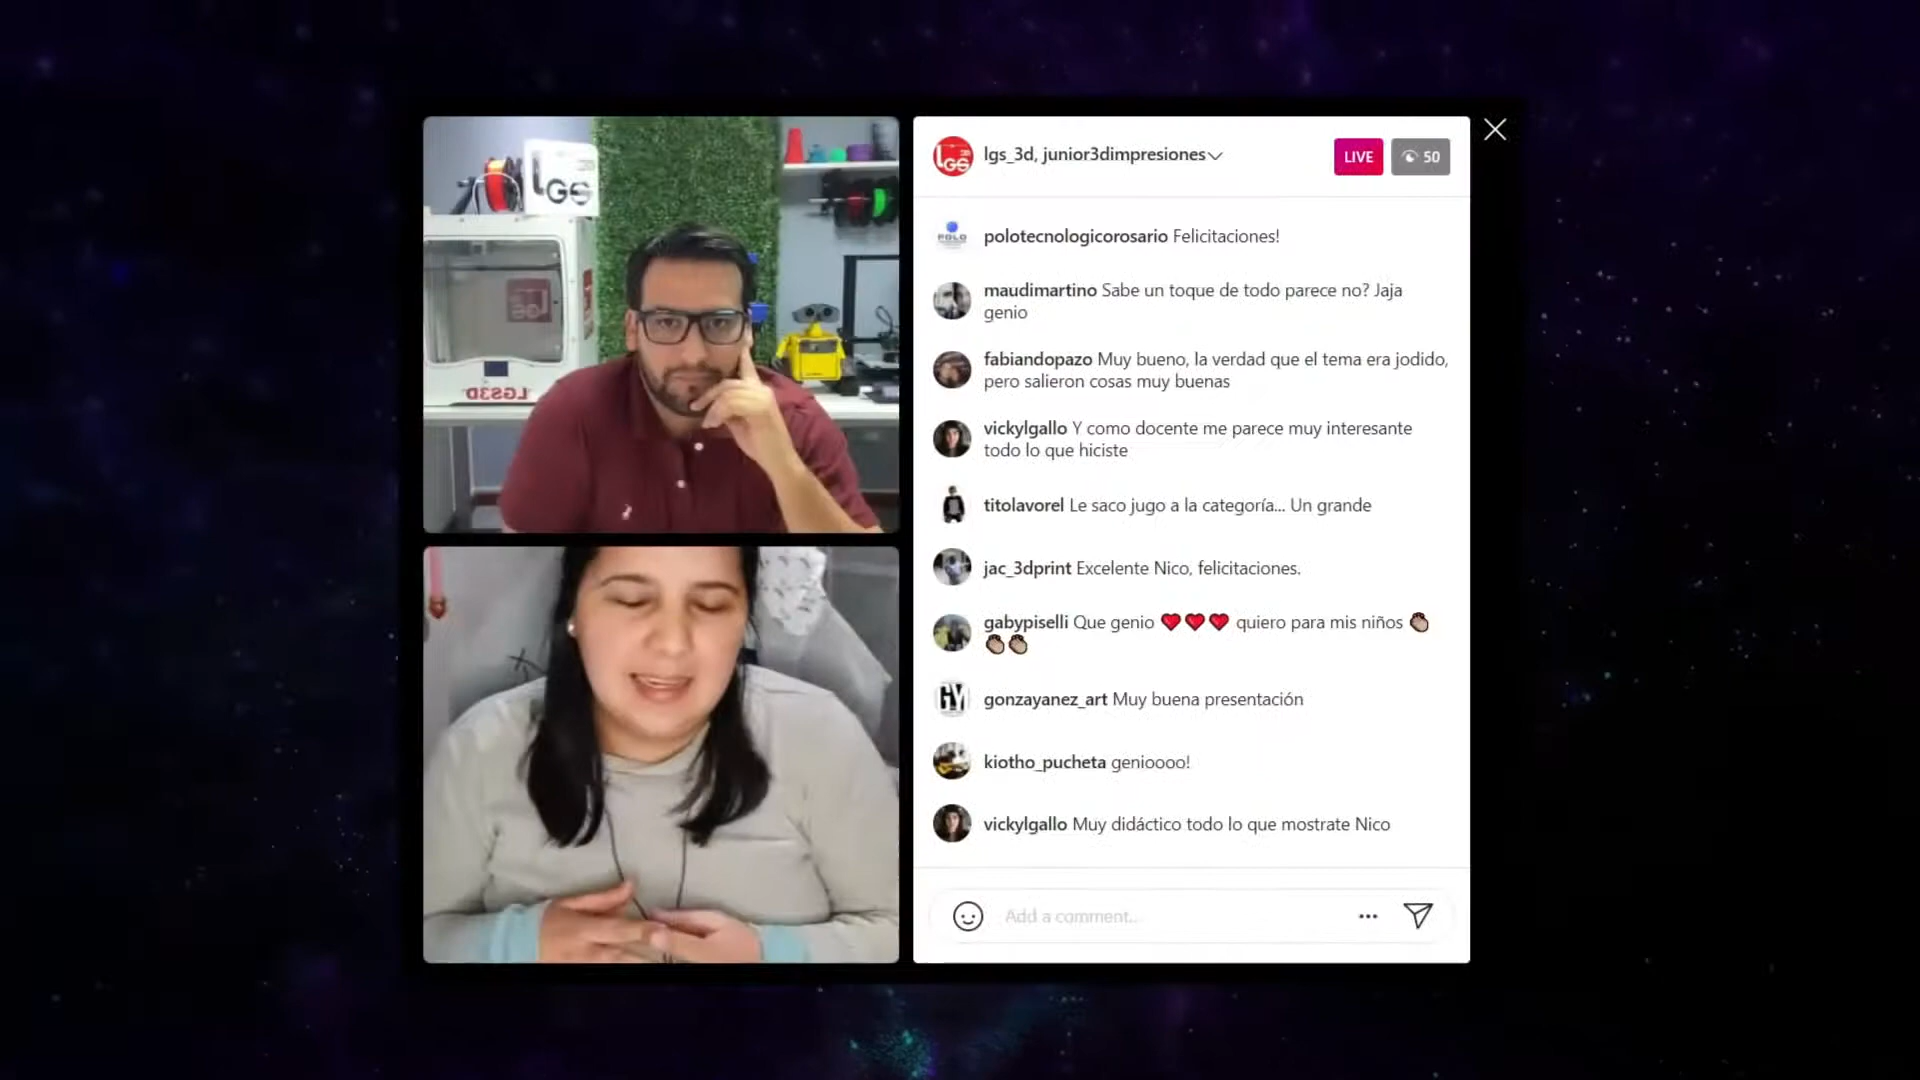 LGS
LGS3D
lgs_3d, junior3dimpresiones
LIVE
50
polotecnologicorosario Felicitaciones!
maudimartino Sabe un toque de todo parece no? Jaja
genio
fabiandopazo Muy bueno, la verdad que el tema era jodido,
pero salieron cosas muy buenas
vickylgallo Y como docente me parece muy interesante
todo lo que hiciste
titolavorel Le saco jugo a la categoría... Un grande
jac_3dprint Excelente Nico, felicitaciones.
gabypiselli Que genio ❤️❤️❤️ quiero para mis niños 👏
👏👏
gonzayanez_art Muy buena presentación
kiotho_pucheta genioooo!
vickylgallo Muy didáctico todo lo que mostrate Nico
Add a comment...